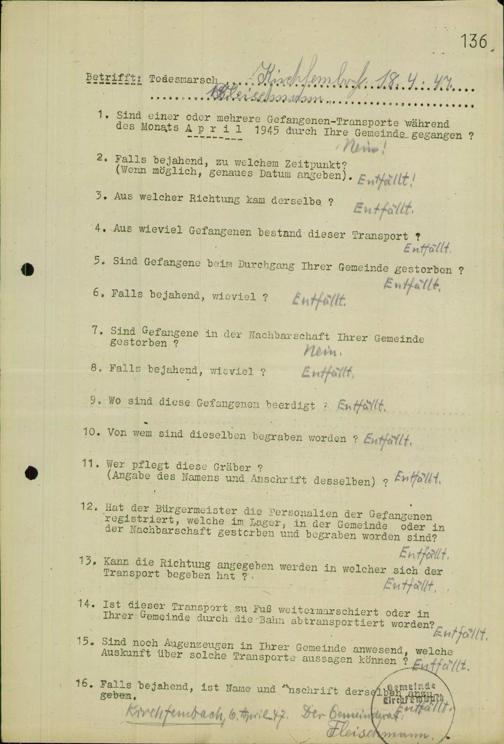 136
Betrifft: Todesmarsch .... Kirchfembach 18.4.47.
Fleischmann
1. Sind einer oder mehrere Gefangenen-Transporte während
des Monats April 1945 durch Ihre Gemeinde gegangen ?
Nein!
2. Falls bejahend, zu welchem Zeitpunkt?
(Wenn möglich, genaues Datum angeben). Entfällt!
3. Aus welcher Richtung kam derselbe ? Entfällt.
4. Aus wieviel Gefangenen bestand dieser Transport ?
Entfällt.
5. Sind Gefangene beim Durchgang Ihrer Gemeinde gestorben ?
Entfällt.
6. Falls bejahend, wieviel ? Entfällt.
7. Sind Gefangene in der Nachbarschaft Ihrer Gemeinde
gestorben ?
Nein.
8. Falls bejahend, wieviel ? Entfällt.
9. Wo sind diese Gefangenen beerdigt ? Entfällt.
10. Von wem sind dieselben begraben worden ? Entfällt.
11. Wer pflegt diese Gräber ?
(Angabe des Namens und Anschrift desselben) ? Entfällt.
12. Hat der Bürgermeister die Personalien der Gefangenen
registriert, welche im Lager, in der Gemeinde oder in
der Nachbarschaft gestorben und begraben worden sind?
Entfällt.
13. Kann die Richtung angegeben werden in welcher sich der
Transport begeben hat ?
Entfällt.
14. Ist dieser Transport zu Fuß weitermarschiert oder in
Ihrer Gemeinde durch die Bahn abtransportiert worden?
Entfällt.
15. Sind noch Augenzeugen in Ihrer Gemeinde anwesend, welche
Auskunft über solche Transporte aussagen können ? Entfällt.
16. Falls bejahend, ist Name und Anschrift derselben anzu
geben. Entfällt.
Gemeinde
Kirchfembach
Kirchfembach, 6. April 47. Der Gemeinderat.
Fleischmann.